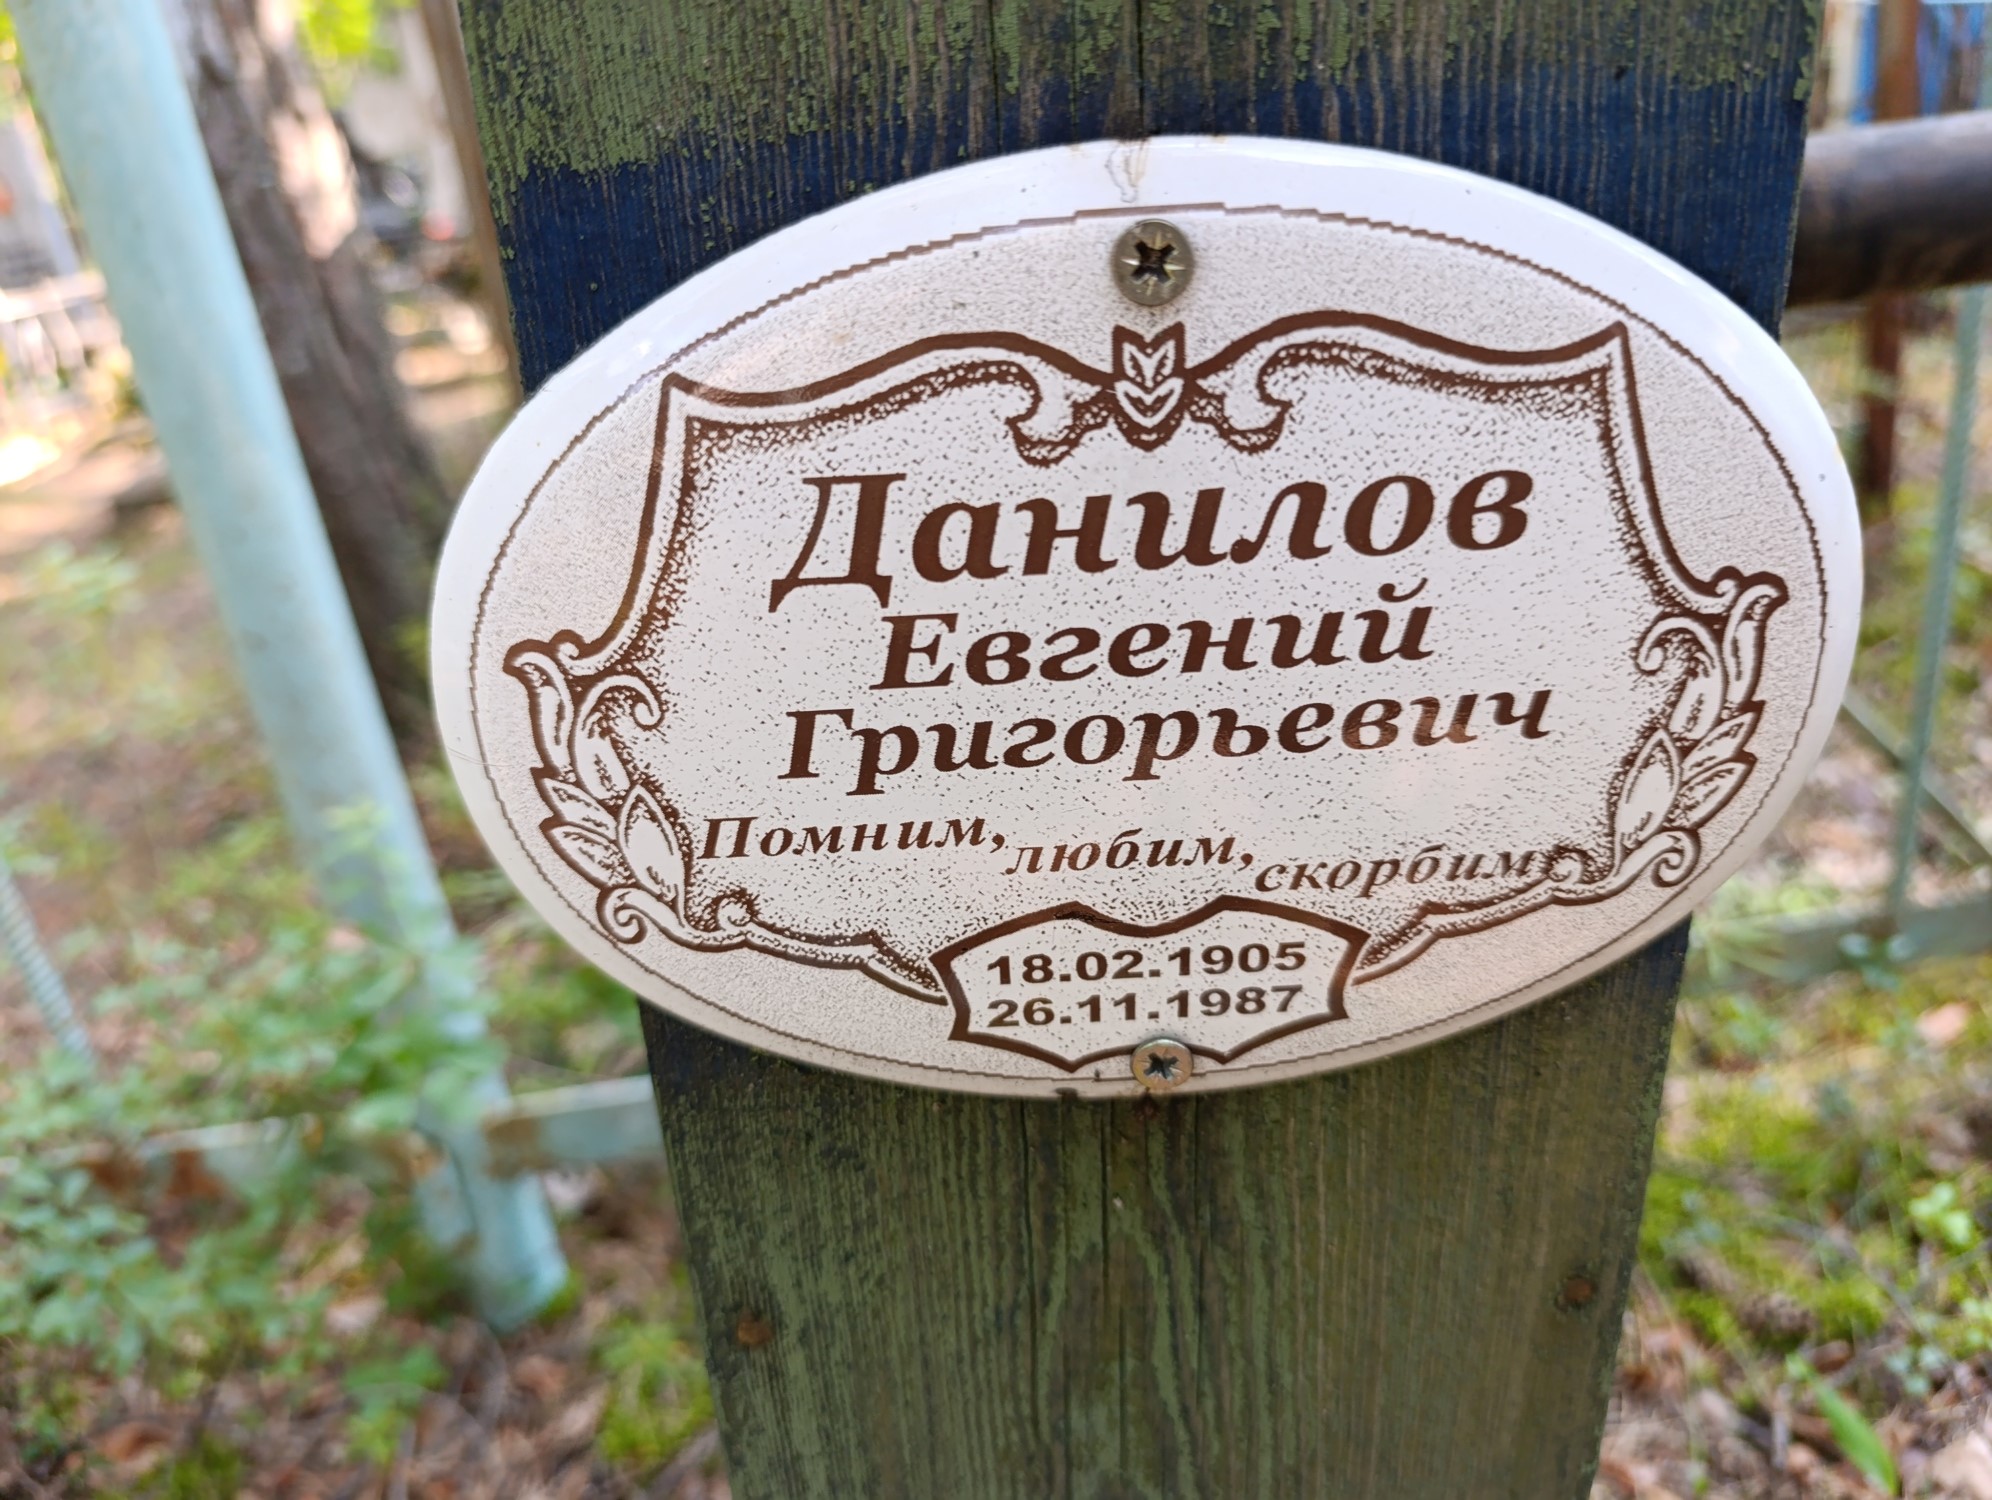 Данилов
Евгений
Григорьевич
Помним, любим, скорбим
18.02.1905
26.11.1987